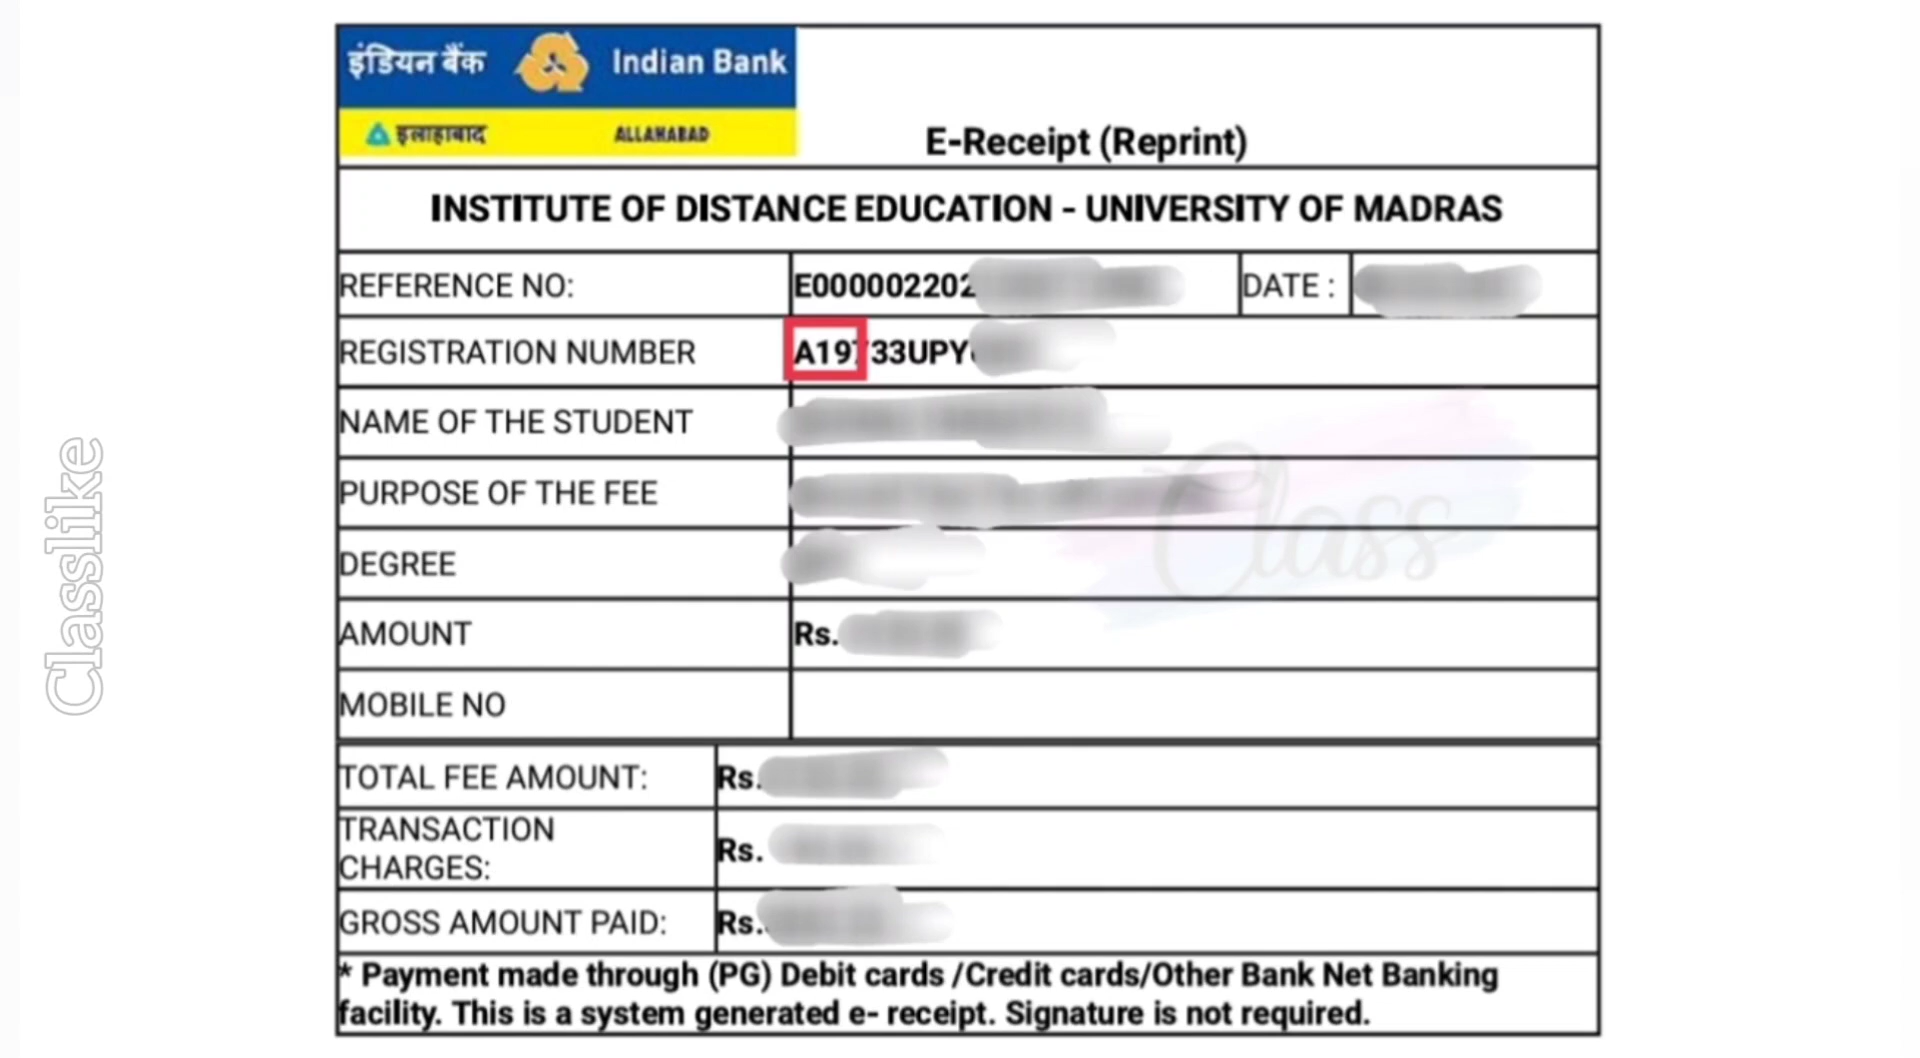 इंडियन बैंक Indian Bank
इलाहाबाद ALLAHABAD
E-Receipt (Reprint)
INSTITUTE OF DISTANCE EDUCATION - UNIVERSITY OF MADRAS
REFERENCE NO: E000002202 DATE :
REGISTRATION NUMBER A19733UPY
NAME OF THE STUDENT
PURPOSE OF THE FEE
DEGREE
AMOUNT Rs.
MOBILE NO
TOTAL FEE AMOUNT: Rs.
TRANSACTION
CHARGES: Rs.
GROSS AMOUNT PAID: Rs.
* Payment made through (PG) Debit cards /Credit cards/Other Bank Net Banking
facility. This is a system generated e- receipt. Signature is not required.
Class
Classlike